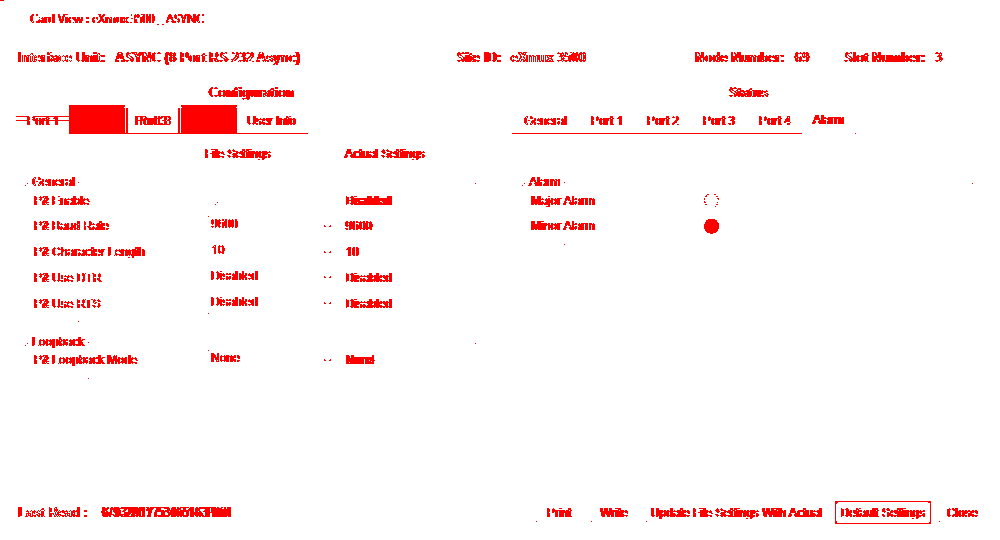 Card View : eXmux3500_ASYNC
Interface Unit: ASYNC (8 Port RS-232 Async) Site ID: eXmux 3500 Node Number: 69 Slot Number: 3
Configuration Status
Port 1 User Info General Port 1 Port 2 Port 3 Port 4 Alarm
File Settings Actual Settings
General Alarm
P2 Enable Disabled Major Alarm
P2 Baud Rate 9600 9600 Minor Alarm
P2 Character Length 10 10
P2 Use DTR Disabled Disabled
P2 Use RTS Disabled Disabled
Loopback
P2 Loopback Mode None None
Last Read : Print Write Update File Settings With Actual Default Settings Close